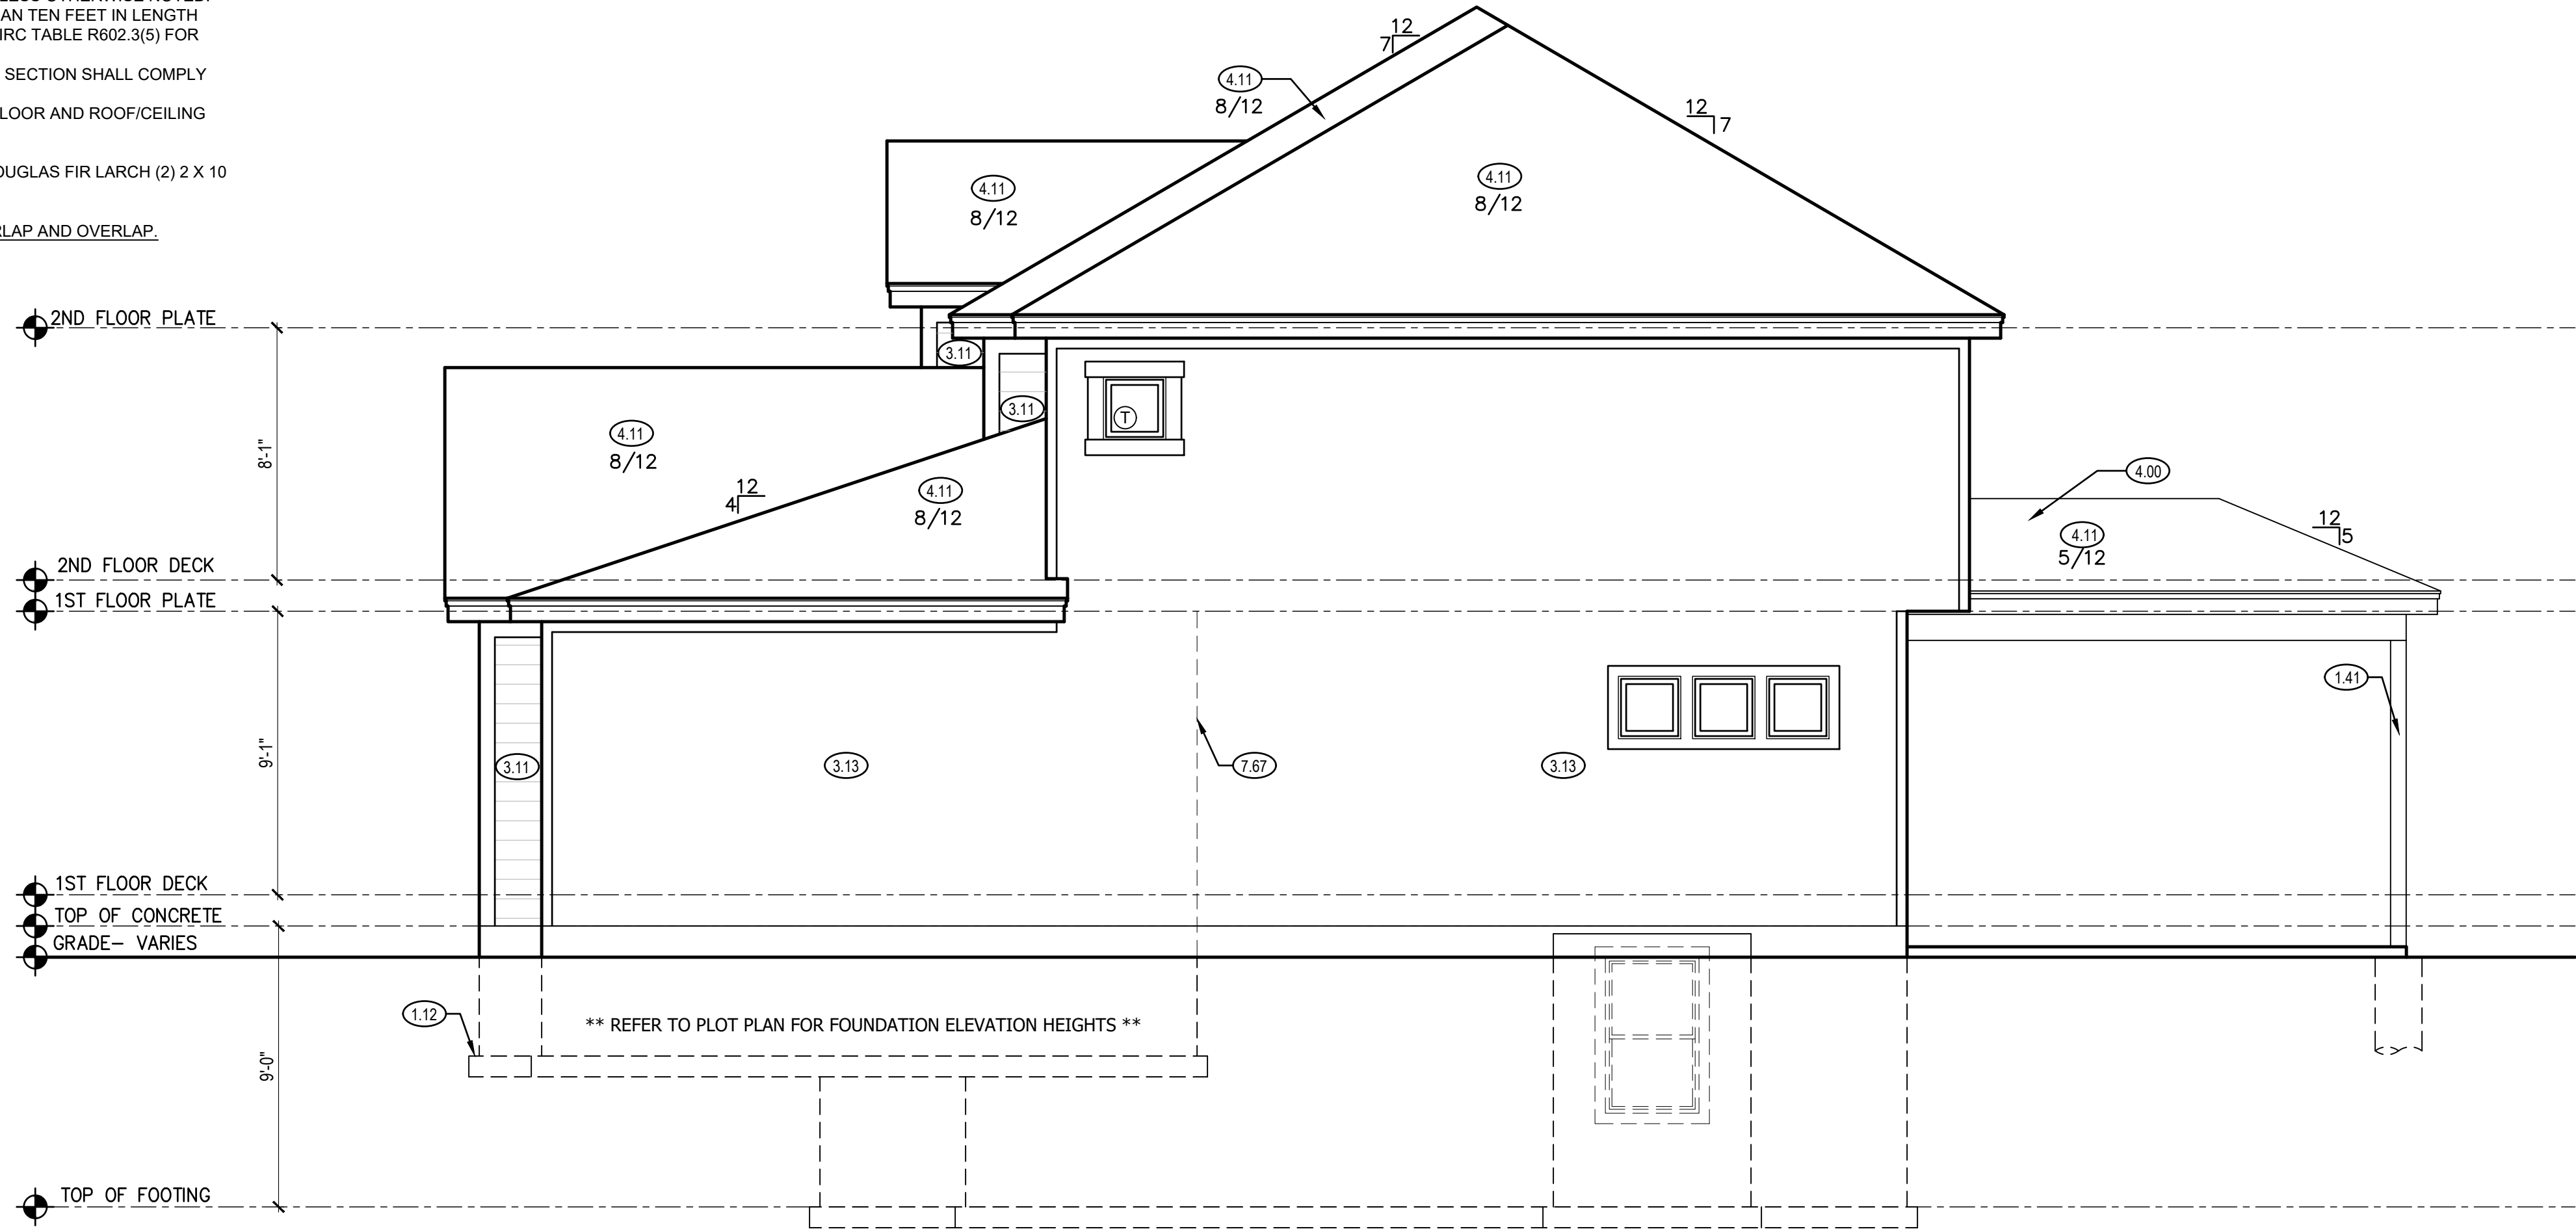 AN TEN FEET IN LENGTH
IRC TABLE R602.3(5) FOR
SECTION SHALL COMPLY
LOOR AND ROOF/CEILING
OUGLAS FIR LARCH (2) 2 X 10
RLAP AND OVERLAP.
12
7
4.11
8/12
12
7
4.11
8/12
4.11
8/12
2ND FLOOR PLATE
3.11
3.11
T
8'-1"
4.11
8/12
12
4
4.11
8/12
4.00
12
5
4.11
5/12
2ND FLOOR DECK
1ST FLOOR PLATE
1.41
9'-1"
3.11
3.13
7.67
3.13
1ST FLOOR DECK
TOP OF CONCRETE
GRADE- VARIES
1.12
** REFER TO PLOT PLAN FOR FOUNDATION ELEVATION HEIGHTS **
9'-0"
TOP OF FOOTING